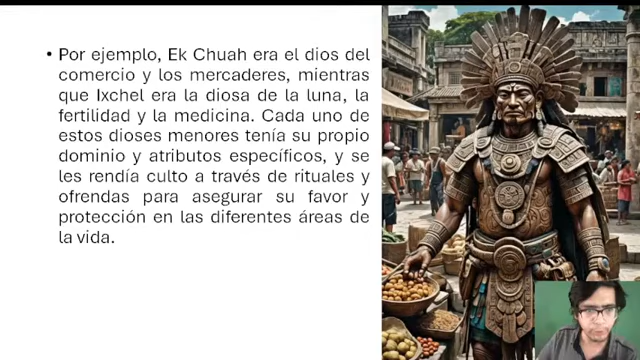 • Por ejemplo, Ek Chuah era el dios del
comercio y los mercaderes, mientras
que Ixchel era la diosa de la luna, la
fertilidad y la medicina. Cada uno de
estos dioses menores tenía su propio
dominio y atributos específicos, y se
les rendía culto a través de rituales y
ofrendas para asegurar su favor y
protección en las diferentes áreas de
la vida.